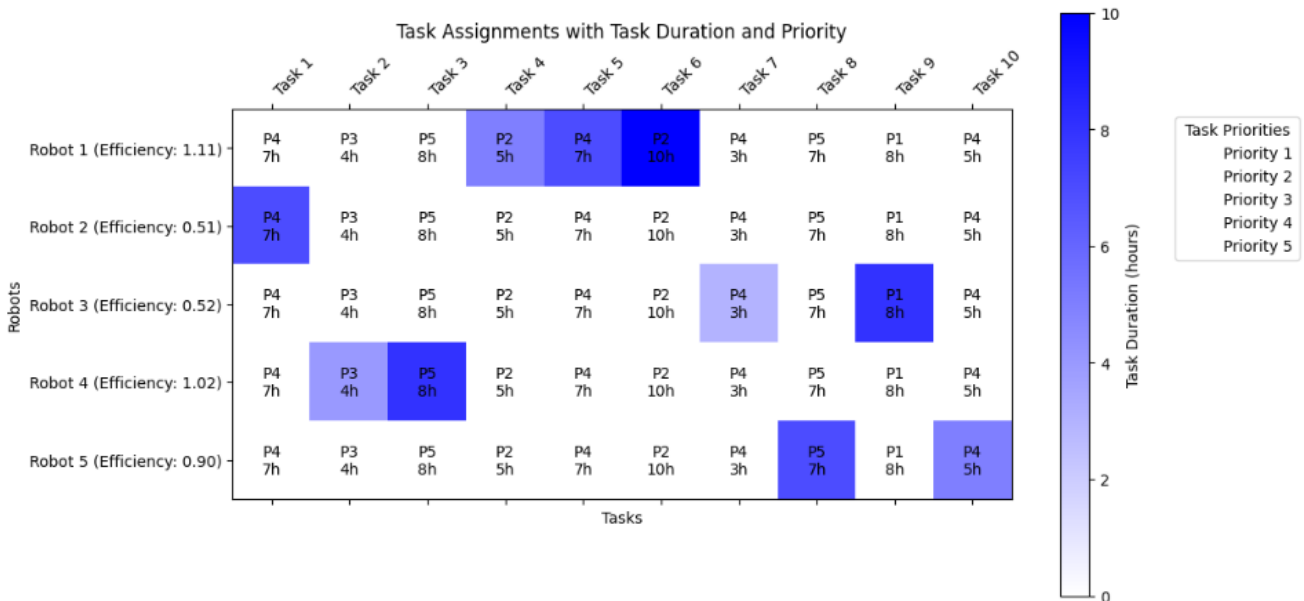 Task Assignments with Task Duration and Priority
Task 1 Task 2 Task 3 Task 4 Task 5 Task 6 Task 7 Task 8 Task 9 Task 10
Robot 1 (Efficiency: 1.11) P4 P3 P5 P2 P4 P2 P4 P5 P1 P4
7h 4h 8h 5h 7h 10h 3h 7h 8h 5h
Robot 2 (Efficiency: 0.51) P4 P3 P5 P2 P4 P2 P4 P5 P1 P4
7h 4h 8h 5h 7h 10h 3h 7h 8h 5h
Robot 3 (Efficiency: 0.52) P4 P3 P5 P2 P4 P2 P4 P5 P1 P4
7h 4h 8h 5h 7h 10h 3h 7h 8h 5h
Robot 4 (Efficiency: 1.02) P4 P3 P5 P2 P4 P2 P4 P5 P1 P4
7h 4h 8h 5h 7h 10h 3h 7h 8h 5h
Robot 5 (Efficiency: 0.90) P4 P3 P5 P2 P4 P2 P4 P5 P1 P4
7h 4h 8h 5h 7h 10h 3h 7h 8h 5h
Robots
Tasks
10
8
6
4
2
0
Task Duration (hours)
Task Priorities
Priority 1
Priority 2
Priority 3
Priority 4
Priority 5